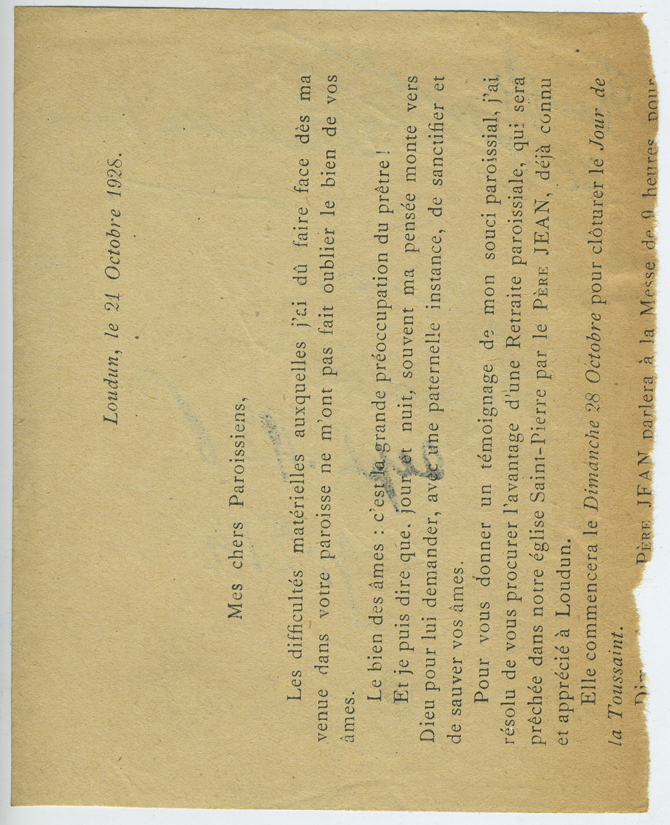 Loudun, le 21 Octobre 1928.
Mes chers Paroissiens,
Les difficultés matérielles auxquelles j'ai dû faire face dès ma
venue dans votre paroisse ne m'ont pas fait oublier le bien de vos
âmes.
Le bien des âmes : c'est la grande préoccupation du prêtre !
Et je puis dire que. jour et nuit, souvent ma pensée monte vers
Dieu pour lui demander, avec une paternelle instance, de sanctifier et
de sauver vos âmes.
Pour vous donner un témoignage de mon souci paroissial, j'ai
résolu de vous procurer l'avantage d'une Retraite paroissiale, qui sera
prêchée dans notre église Saint-Pierre par le PÈRE JEAN, déjà connu
et apprécié à Loudun.
Elle commencera le Dimanche 28 Octobre pour clôturer le Jour de
la Toussaint.
PÈRE JEAN parlera à la Messe de 9 heures pour